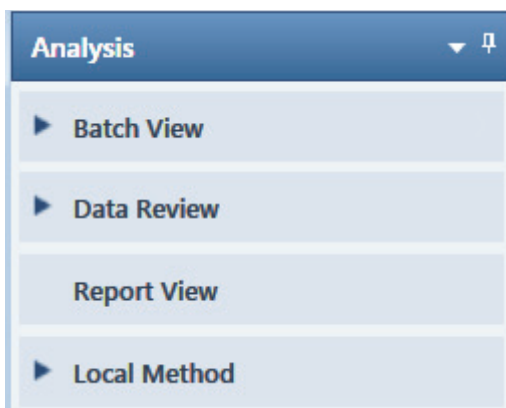 Analysis
Batch View
Data Review
Report View
Local Method